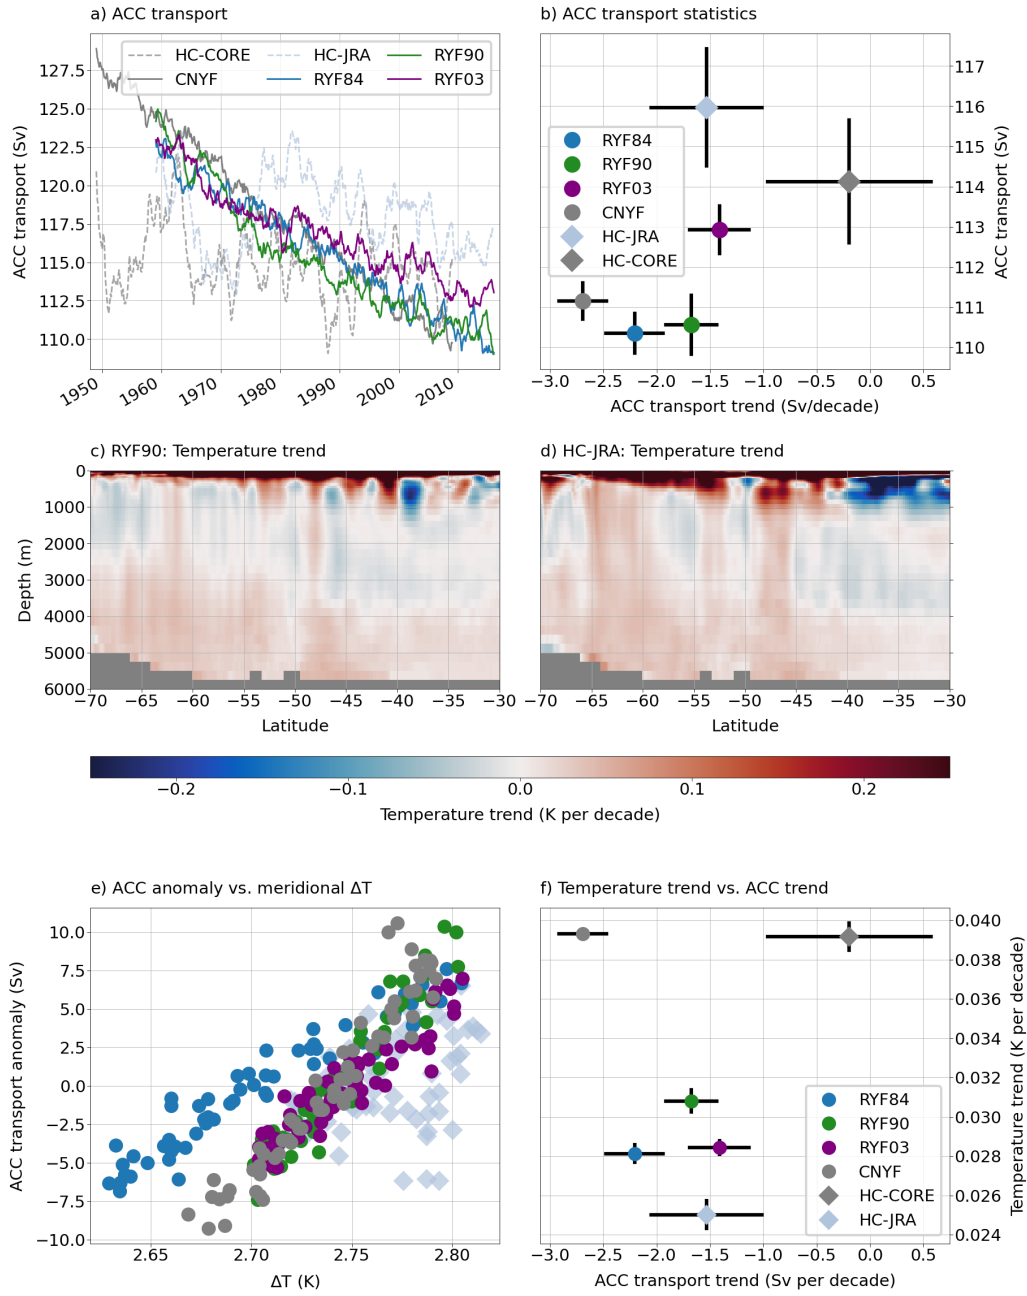 a) ACC transport
b) ACC transport statistics
HC-CORE
CNYF
HC-JRA
RYF84
RYF90
RYF03
127.5
125.0
122.5
120.0
117.5
115.0
112.5
110.0
ACC transport (Sv)
1950
1960
1970
1980
1990
2000
2010
RYF84
RYF90
RYF03
CNYF
HC-JRA
HC-CORE
117
116
115
114
113
112
111
110
ACC transport (Sv)
−3.0 −2.5 −2.0 −1.5 −1.0 −0.5 0.0 0.5
ACC transport trend (Sv/decade)
c) RYF90: Temperature trend
d) HC-JRA: Temperature trend
0
1000
2000
3000
4000
5000
6000
Depth (m)
−70 −65 −60 −55 −50 −45 −40 −35 −30
Latitude
−70 −65 −60 −55 −50 −45 −40 −35 −30
Latitude
−0.2 −0.1 0.0 0.1 0.2
Temperature trend (K per decade)
e) ACC anomaly vs. meridional ΔT
f) Temperature trend vs. ACC trend
10.0
7.5
5.0
2.5
0.0
−2.5
−5.0
−7.5
−10.0
ACC transport anomaly (Sv)
2.65 2.70 2.75 2.80
ΔT (K)
RYF84
RYF90
RYF03
CNYF
HC-CORE
HC-JRA
0.040
0.038
0.036
0.034
0.032
0.030
0.028
0.026
0.024
Temperature trend (K per decade)
−3.0 −2.5 −2.0 −1.5 −1.0 −0.5 0.0 0.5
ACC transport trend (Sv per decade)